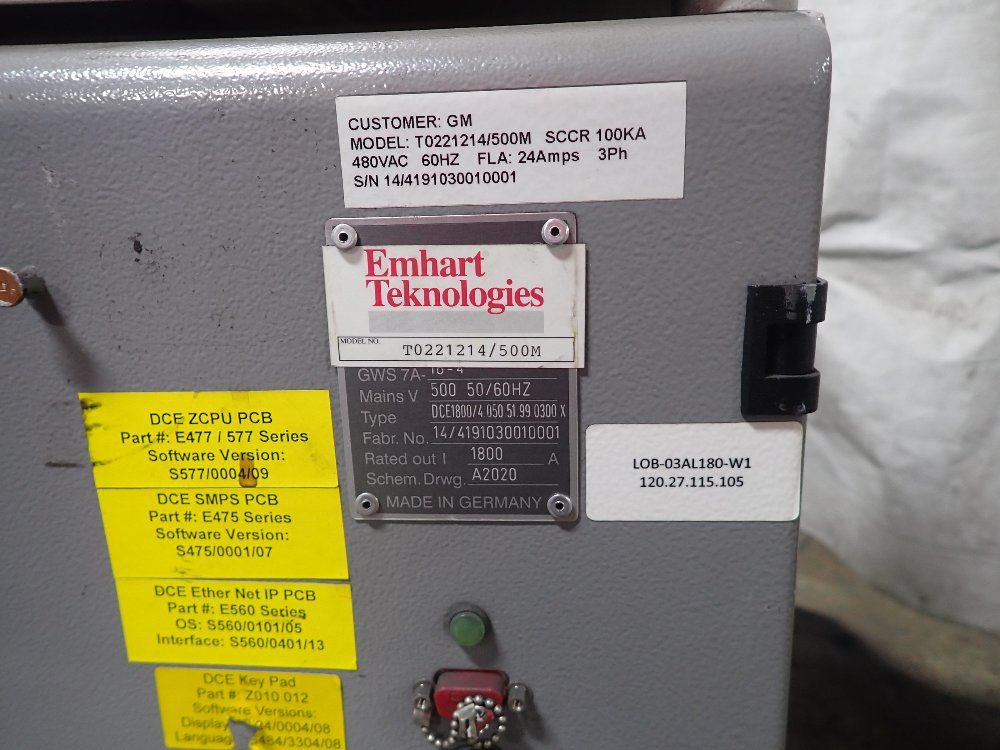 CUSTOMER: GM
MODEL: T0221214/500M SCCR 100KA
480VAC 60HZ FLA: 24Amps 3Ph
S/N 14/4191030010001
Emhart
Teknologies
MODEL NO.
T0221214/500M
GWS 7A-
Mains V 500 50/60HZ
Type DCE1800/4 050 51 99 0300 X
Fabr. No. 14/4191030010001
Rated out I 1800 A
Schem. Drwg. A2020
MADE IN GERMANY
LOB-03AL180-W1
120.27.115.105
DCE ZCPU PCB
Part #: E477 / 577 Series
Software Version:
S577/0004/09
DCE SMPS PCB
Part #: E475 Series
Software Version:
S475/0001/07
DCE Ether Net IP PCB
Part #: E560 Series
OS: S560/0101/05
Interface: S560/0401/13
DCE Key Pad
Part #: Z010 012
Software Versions: